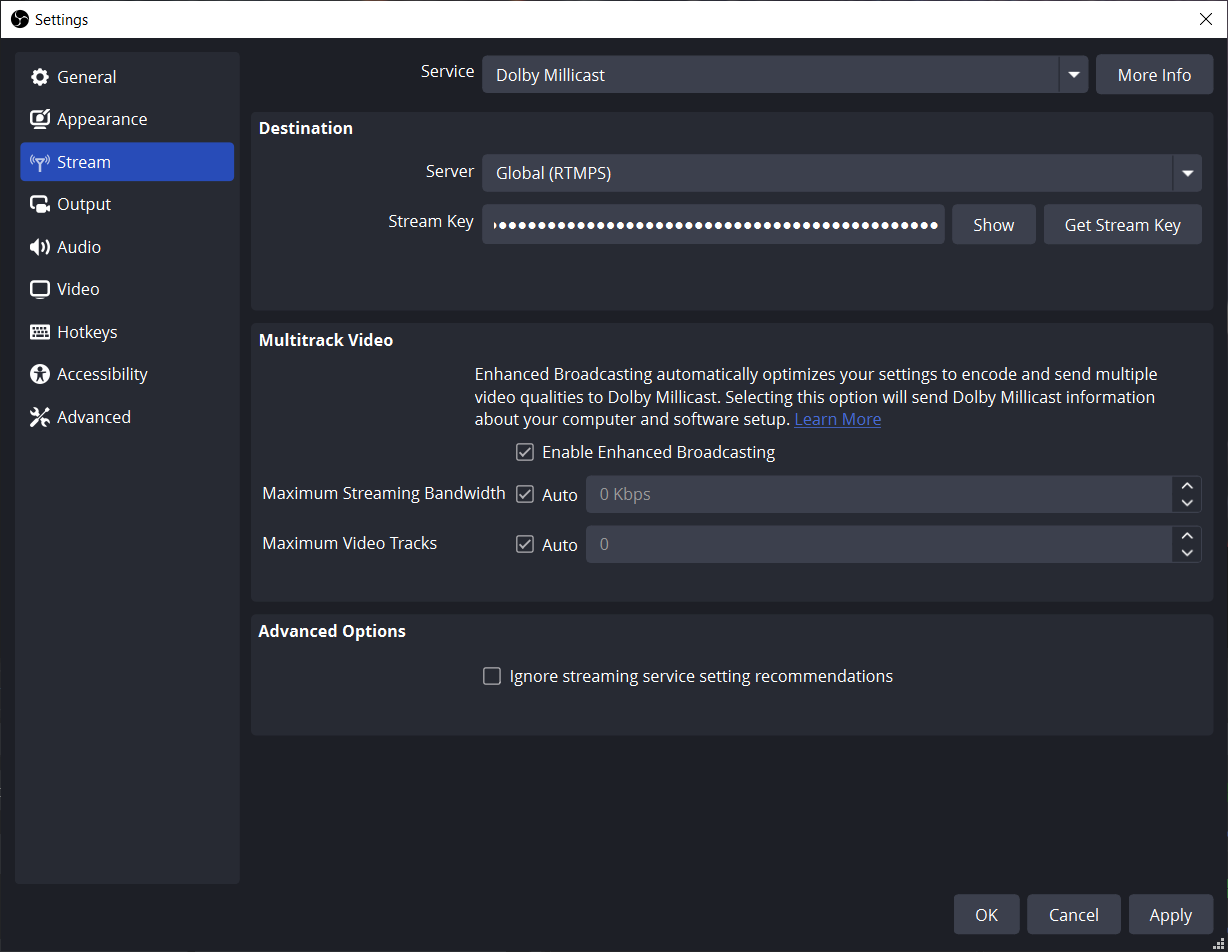 Settings
General
Appearance
Stream
Output
Audio
Video
Hotkeys
Accessibility
Advanced
Service
Dolby Millicast
More Info
Destination
Server
Global (RTMPS)
Stream Key
Show
Get Stream Key
Multitrack Video
Enhanced Broadcasting automatically optimizes your settings to encode and send multiple
video qualities to Dolby Millicast. Selecting this option will send Dolby Millicast information
about your computer and software setup. Learn More
Enable Enhanced Broadcasting
Maximum Streaming Bandwidth
Auto
0 Kbps
Maximum Video Tracks
Auto
0
Advanced Options
Ignore streaming service setting recommendations
OK
Cancel
Apply